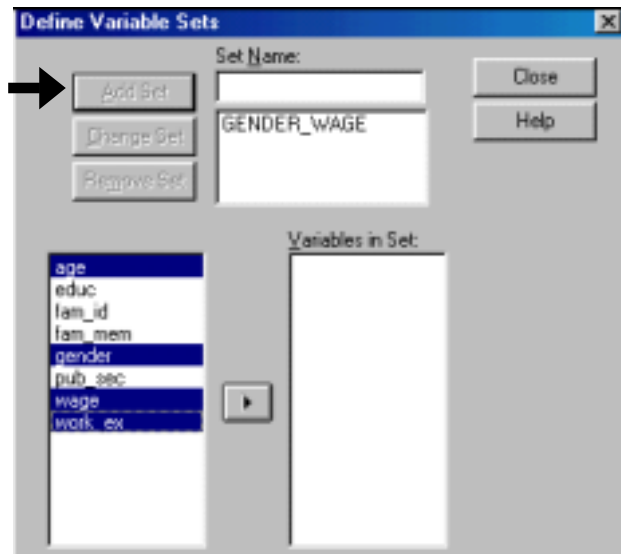 Define Variable Sets
Set Name:
Add Set
Close
Change Set
GENDER_WAGE
Help
Remove Set
Variables in Set:
age
educ
fam_id
fam_mem
gender
pub_sec
wage
work_ex